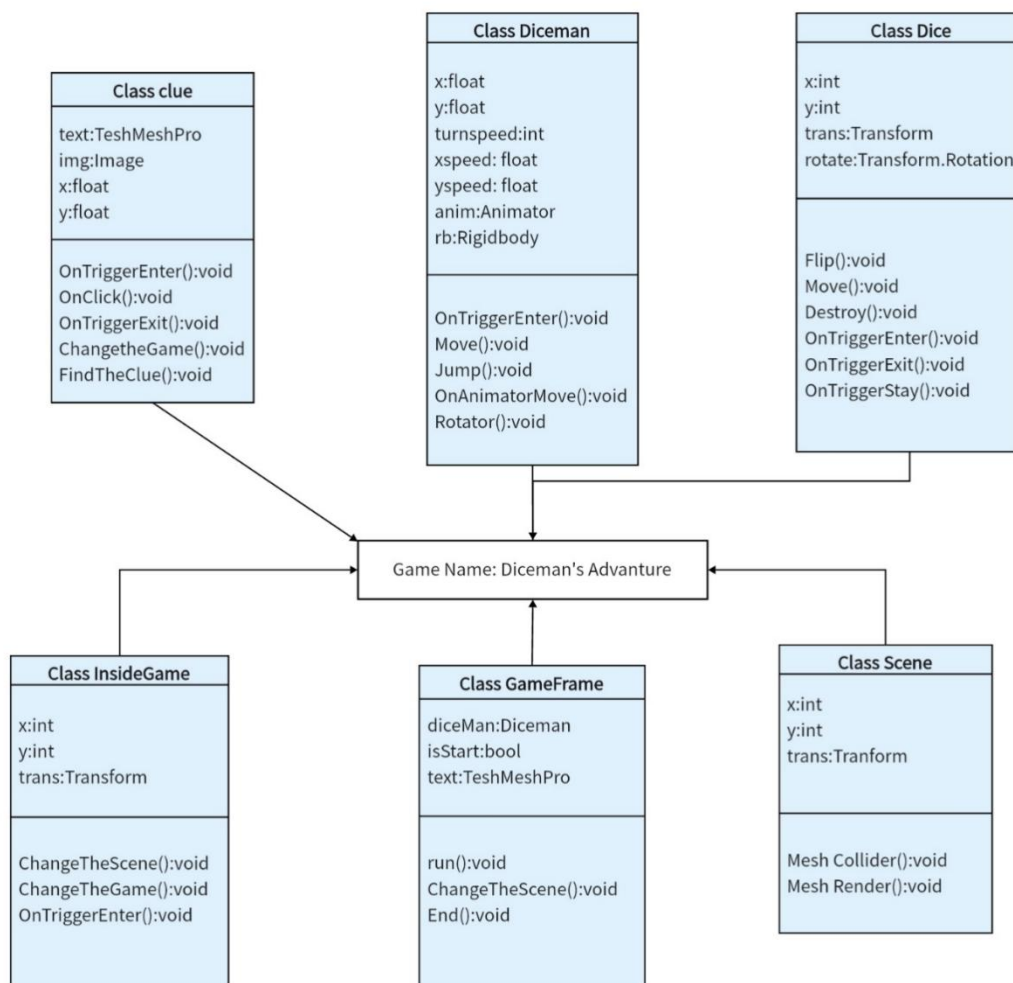 Class clue
text:TeshMeshPro
img:Image
x:float
y:float
OnTriggerEnter():void
OnClick():void
OnTriggerExit():void
ChangetheGame():void
FindTheClue():void
Class Diceman
x:float
y:float
turnspeed:int
xspeed: float
yspeed: float
anim:Animator
rb:Rigidbody
OnTriggerEnter():void
Move():void
Jump():void
OnAnimatorMove():void
Rotator():void
Class Dice
x:int
y:int
trans:Transform
rotate:Transform.Rotation
Flip():void
Move():void
Destroy():void
OnTriggerEnter():void
OnTriggerExit():void
OnTriggerStay():void
Game Name: Diceman's Advanture
Class InsideGame
x:int
y:int
trans:Transform
ChangeTheScene():void
ChangeTheGame():void
OnTriggerEnter():void
Class GameFrame
diceMan:Diceman
isStart:bool
text:TeshMeshPro
run():void
ChangeTheScene():void
End():void
Class Scene
x:int
y:int
trans:Tranform
Mesh Collider():void
Mesh Render():void